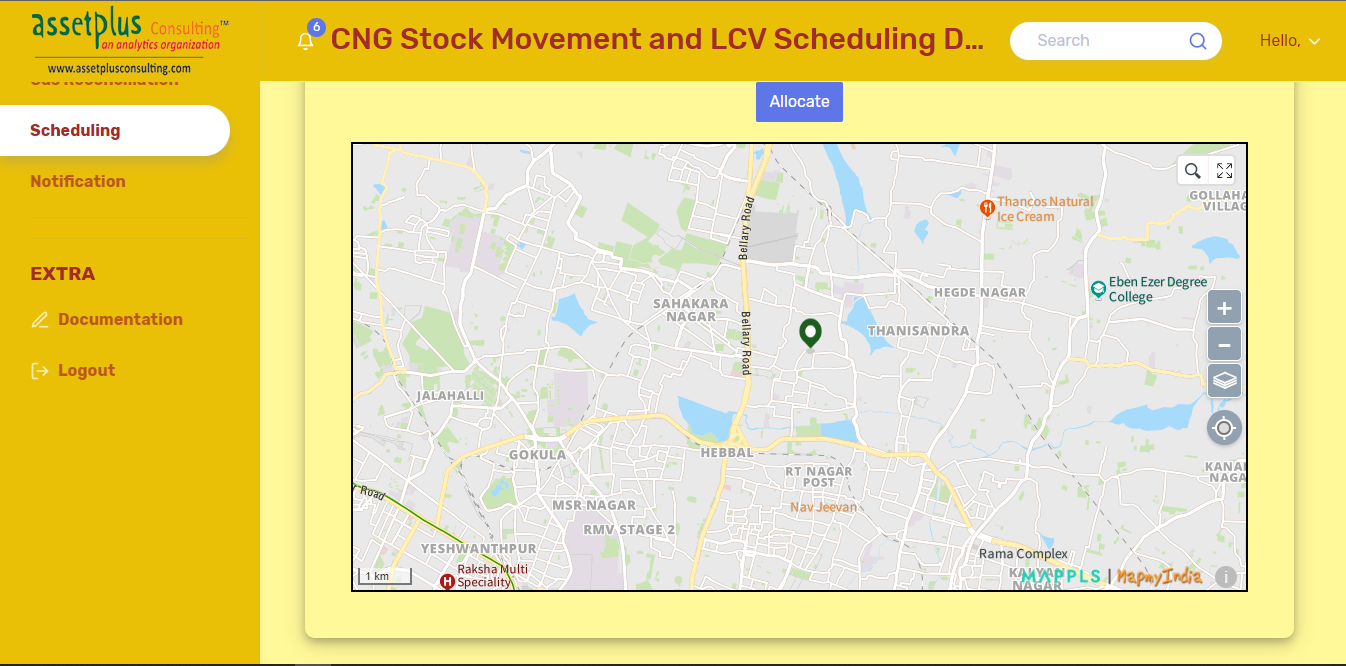 assetplus Consulting™
an analytics organization
www.assetplusconsulting.com
6
CNG Stock Movement and LCV Scheduling D...
Search
Hello,
Gas Reconciliation
Scheduling
Notification
EXTRA
Documentation
Logout
Allocate
Thancos Natural
Ice Cream
GOLLAHA
VILLAG
Bellary Road
Eben Ezer Degree
College
HEGDE NAGAR
SAHAKARA
NAGAR
THANISANDRA
Bellary Road
JALAHALLI
GOKULA
HEBBAL
RT NAGAR
POST
KANA
NAGA
r Road
MSR NAGAR
Nav Jeevan
RMV STAGE 2
YESHWANTHPUR
Rama Complex
Raksha Multi
Speciality
H
KALYAN
NAGAR
1 km
MAPPLS | MapmyIndia
i